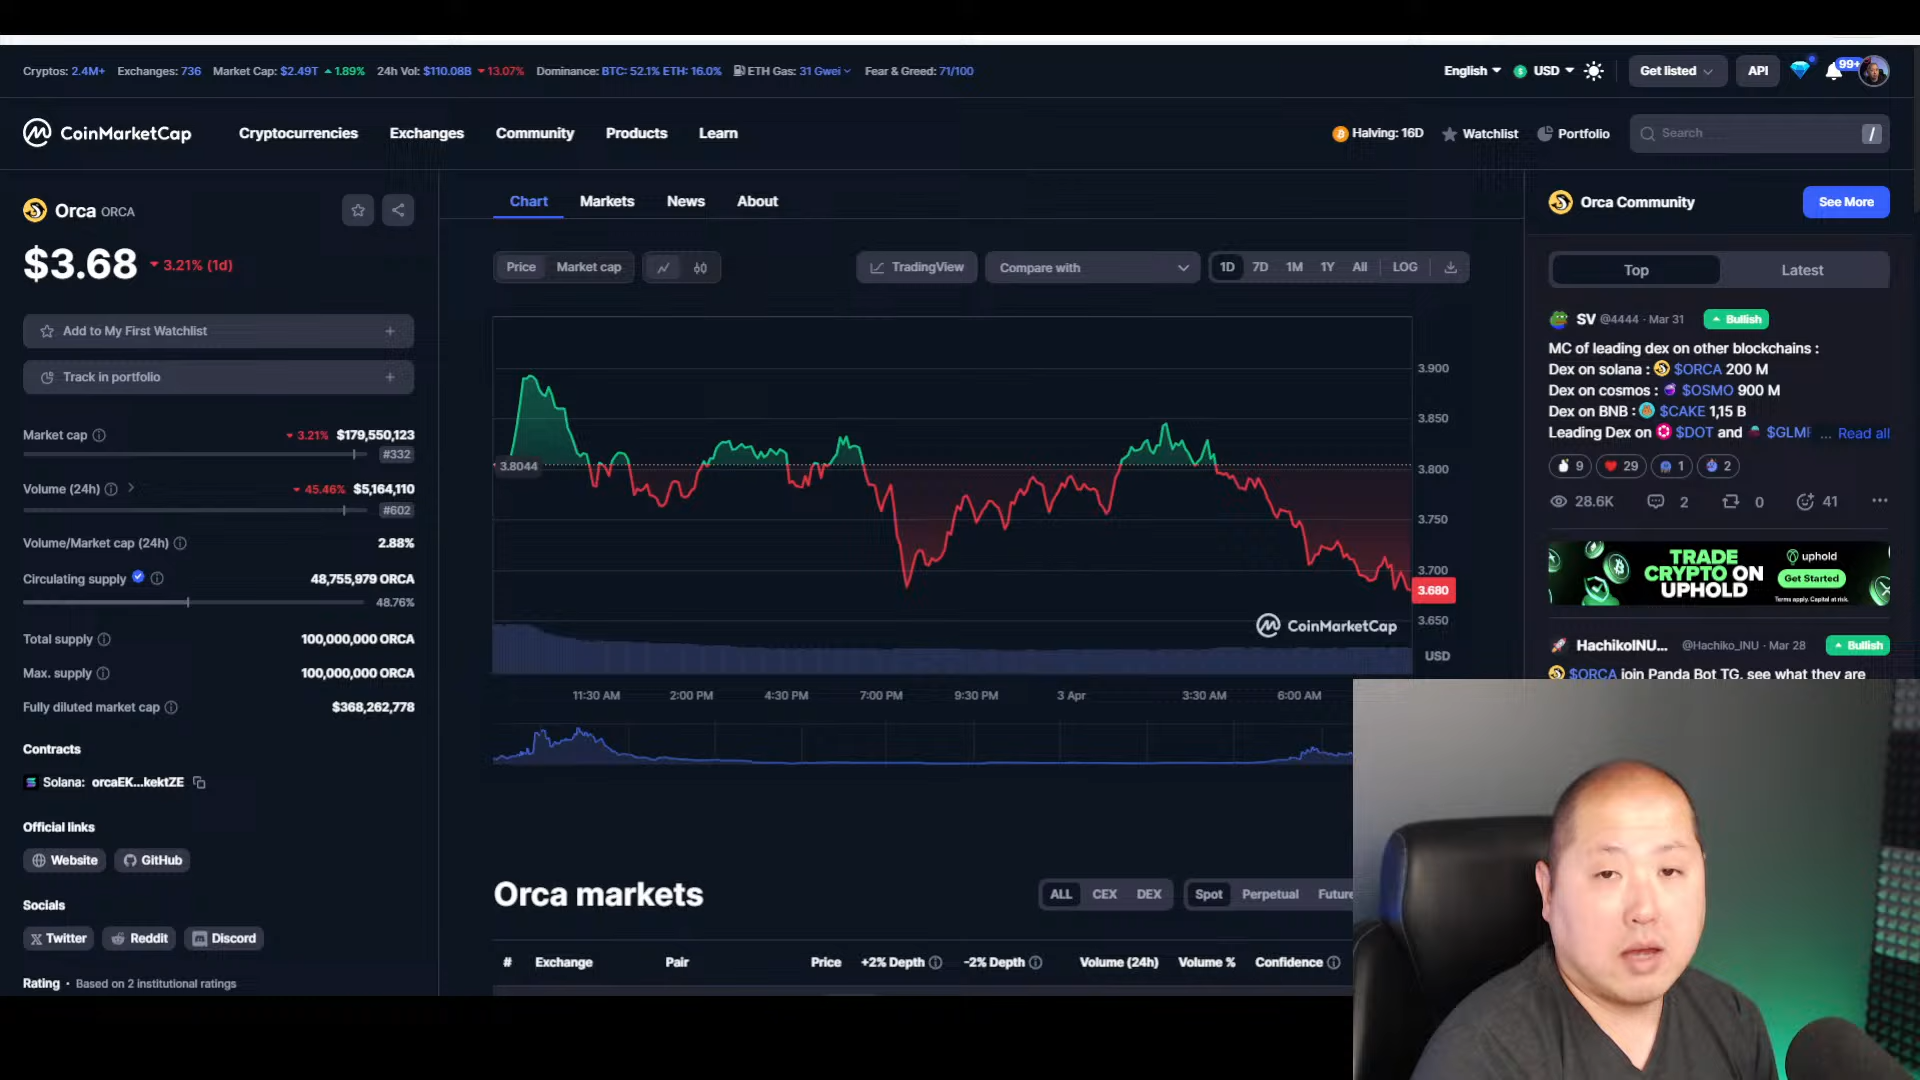 Cryptos: 2.4M+ Exchanges: 736 Market Cap: $2.49T 1.89% 24h Vol: $110.08B 13.07% Dominance: BTC: 52.1% ETH: 16.0% ETH Gas: 31 Gwei Fear & Greed: 71/100
English USD Get listed API 99+
CoinMarketCap Cryptocurrencies Exchanges Community Products Learn
Halving: 16D Watchlist Portfolio Search /
Orca ORCA
$3.68 3.21% (1d)
Add to My First Watchlist +
Track in portfolio +
Market cap 3.21% $179,550,123
#332
Volume (24h) 45.46% $5,164,110
#602
Volume/Market cap (24h) 2.88%
Circulating supply 48,755,979 ORCA
48.76%
Total supply 100,000,000 ORCA
Max. supply 100,000,000 ORCA
Fully diluted market cap $368,262,778
Contracts
Solana: orcaEK...kektZE
Official links
Website GitHub
Socials
Twitter Reddit Discord
Rating · Based on 2 institutional ratings
Chart Markets News About
Price Market cap TradingView Compare with 1D 7D 1M 1Y All LOG
3.900
3.850
3.8044
3.800
3.750
3.700
3.680
3.650
CoinMarketCap
USD
11:30 AM 2:00 PM 4:30 PM 7:00 PM 9:30 PM 3 Apr 3:30 AM 6:00 AM
Orca markets ALL CEX DEX Spot Perpetual Future
# Exchange Pair Price +2% Depth -2% Depth Volume (24h) Volume % Confidence
Orca Community See More
Top Latest
SV @4444 · Mar 31 Bullish
MC of leading dex on other blockchains :
Dex on solana : $ORCA 200 M
Dex on cosmos : $OSMO 900 M
Dex on BNB : $CAKE 1,15 B
Leading Dex on $DOT and $GLMR ... Read all
9 29 1 2
28.6K 2 0 41 ...
TRADE CRYPTO ON UPHOLD
uphold
Get Started
Terms apply. Capital at risk.
HachikoINU... @Hachiko_INU · Mar 28 Bullish
$ORCA join Panda Bot TG, see what they are